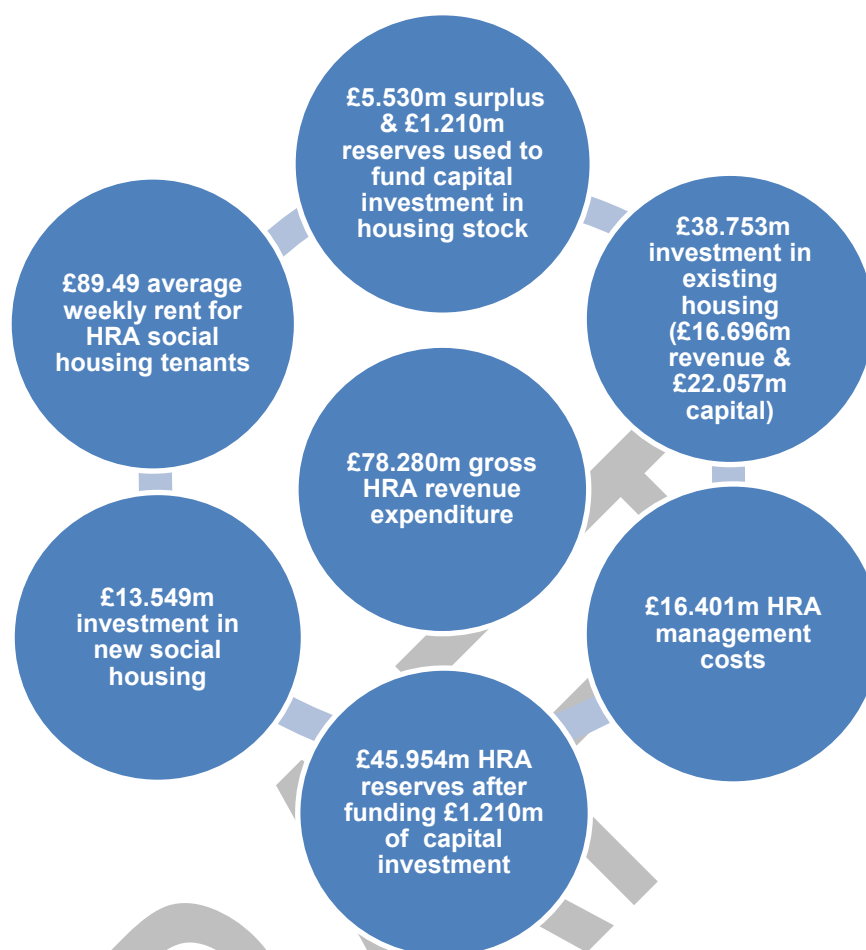 £5.530m surplus
& £1.210m
reserves used to
fund capital
investment in
housing stock
£38.753m
investment in
existing
housing
(£16.696m
revenue &
£22.057m
capital)
£89.49 average
weekly rent for
HRA social
housing tenants
£78.280m gross
HRA revenue
expenditure
£13.549m
investment in
new social
housing
£16.401m HRA
management
costs
£45.954m HRA
reserves after
funding £1.210m
of capital
investment